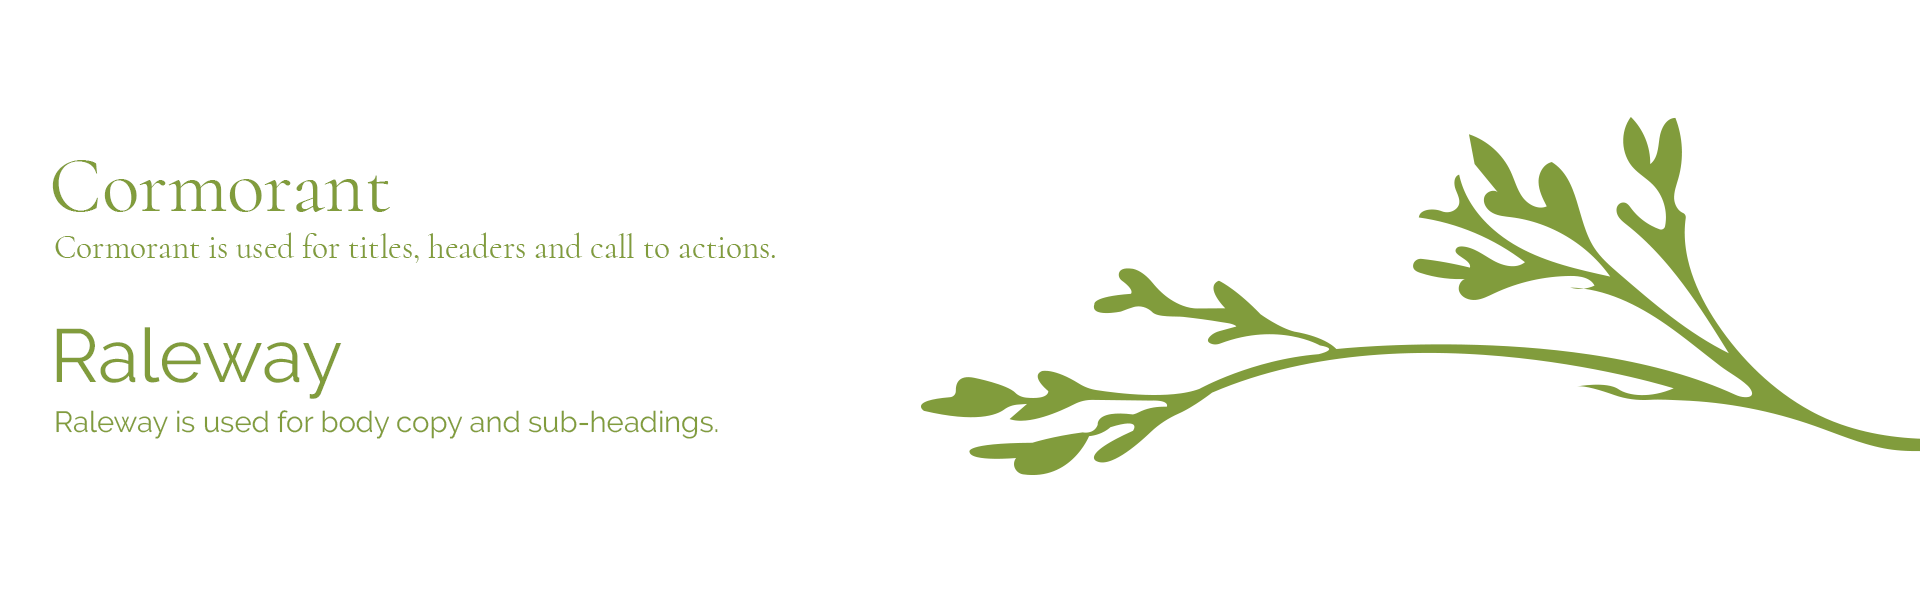 Cormorant
Cormorant is used for titles, headers and call to actions.
Raleway
Raleway is used for body copy and sub-headings.